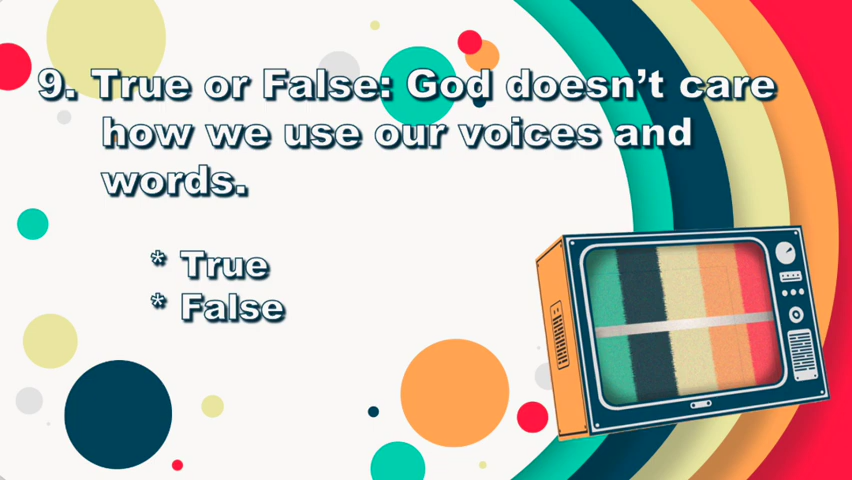 9. True or False: God doesn’t care
how we use our voices and
words.
* True
* False